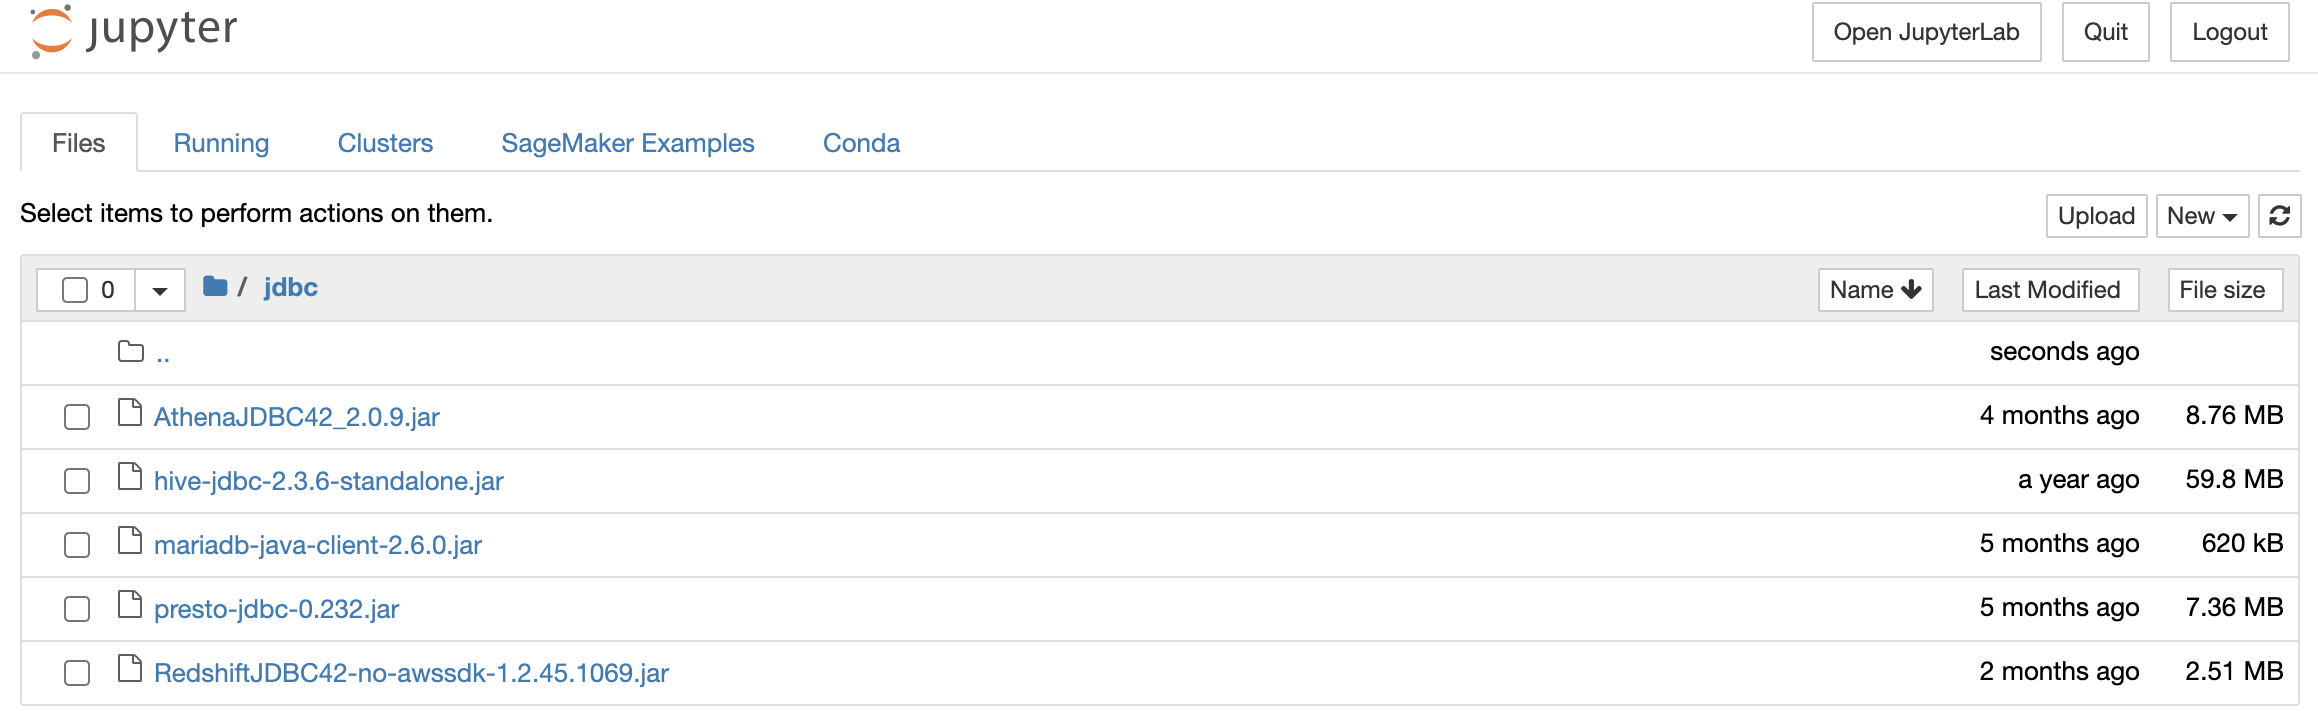 jupyter Open JupyterLab Quit Logout
Files Running Clusters SageMaker Examples Conda
Select items to perform actions on them. Upload New
0 / jdbc Name Last Modified File size
.. seconds ago
AthenaJDBC42_2.0.9.jar 4 months ago 8.76 MB
hive-jdbc-2.3.6-standalone.jar a year ago 59.8 MB
mariadb-java-client-2.6.0.jar 5 months ago 620 kB
presto-jdbc-0.232.jar 5 months ago 7.36 MB
RedshiftJDBC42-no-awssdk-1.2.45.1069.jar 2 months ago 2.51 MB